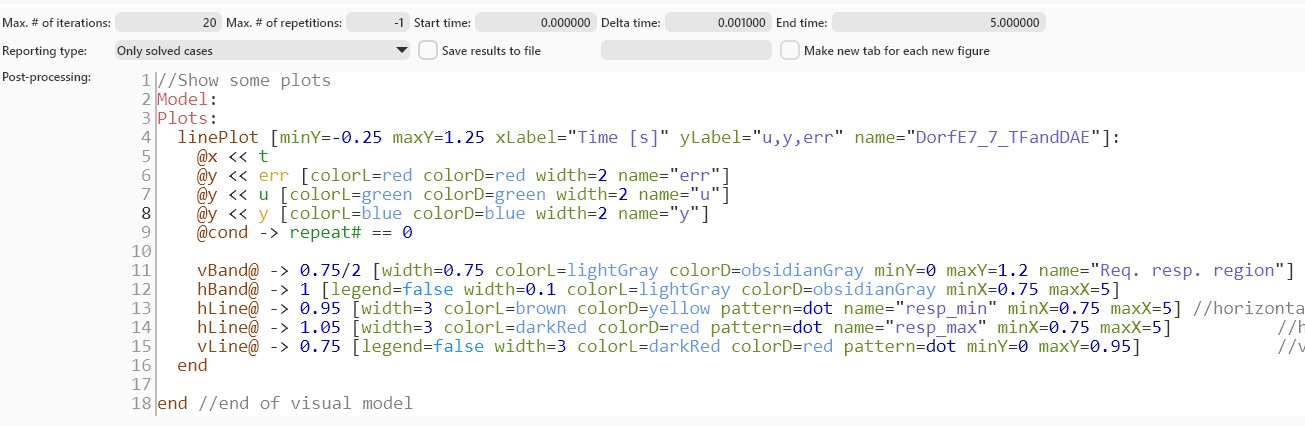 Max. # of iterations: 20 Max. # of repetitions: -1 Start time: 0.000000 Delta time: 0.001000 End time: 5.000000
Reporting type: Only solved cases Save results to file Make new tab for each new figure
Post-processing:
1 //Show some plots
2 Model:
3 Plots:
4   linePlot [minY=-0.25 maxY=1.25 xLabel="Time [s]" yLabel="u,y,err" name="DorfE7_7_TFandDAE"]:
5     @x << t
6     @y << err [colorL=red colorD=red width=2 name="err"]
7     @y << u [colorL=green colorD=green width=2 name="u"]
8     @y << y [colorL=blue colorD=blue width=2 name="y"]
9     @cond -> repeat# == 0
10
11     vBand@ -> 0.75/2 [width=0.75 colorL=lightGray colorD=obsidianGray minY=0 maxY=1.2 name="Req. resp. region"]
12     hBand@ -> 1 [legend=false width=0.1 colorL=lightGray colorD=obsidianGray minX=0.75 maxX=5]
13     hLine@ -> 0.95 [width=3 colorL=brown colorD=yellow pattern=dot name="resp_min" minX=0.75 maxX=5] //horizonta
14     hLine@ -> 1.05 [width=3 colorL=darkRed colorD=red pattern=dot name="resp_max" minX=0.75 maxX=5] //h
15     vLine@ -> 0.75 [legend=false width=3 colorL=darkRed colorD=red pattern=dot minY=0 maxY=0.95] //v
16   end
17
18 end //end of visual model